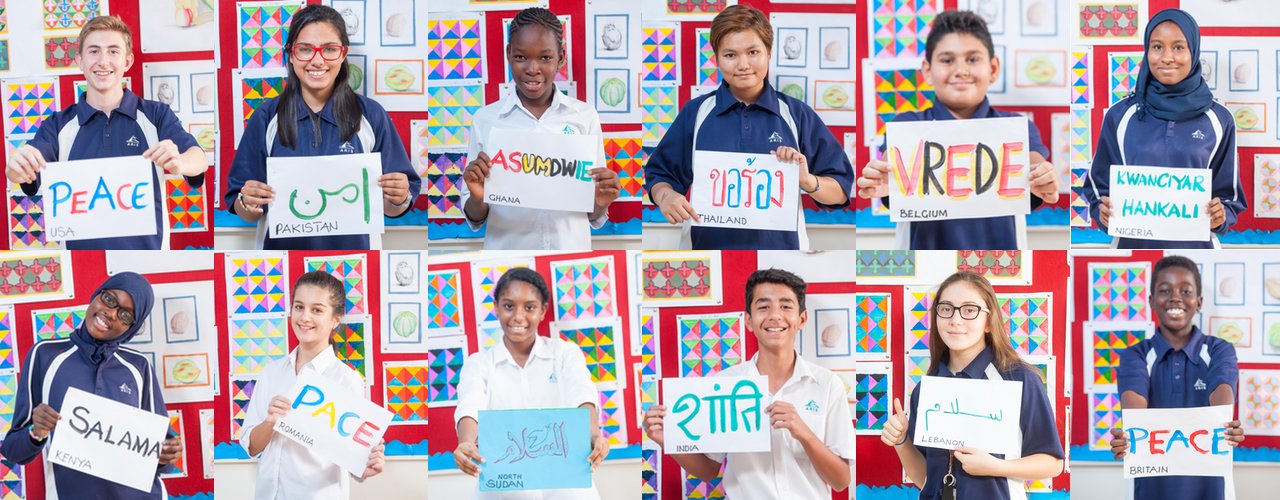 PEACE
USA
امن
PAKISTAN
ASUMDWIE
GHANA
ขอร้อง
THAILAND
VREDE
BELGIUM
KWANCIYAR
HANKALI
NIGERIA
SALAMA
KENYA
PACE
ROMANIA
السلام
NORTH
SUDAN
शांति
INDIA
سلام
LEBANON
PEACE
BRITAIN